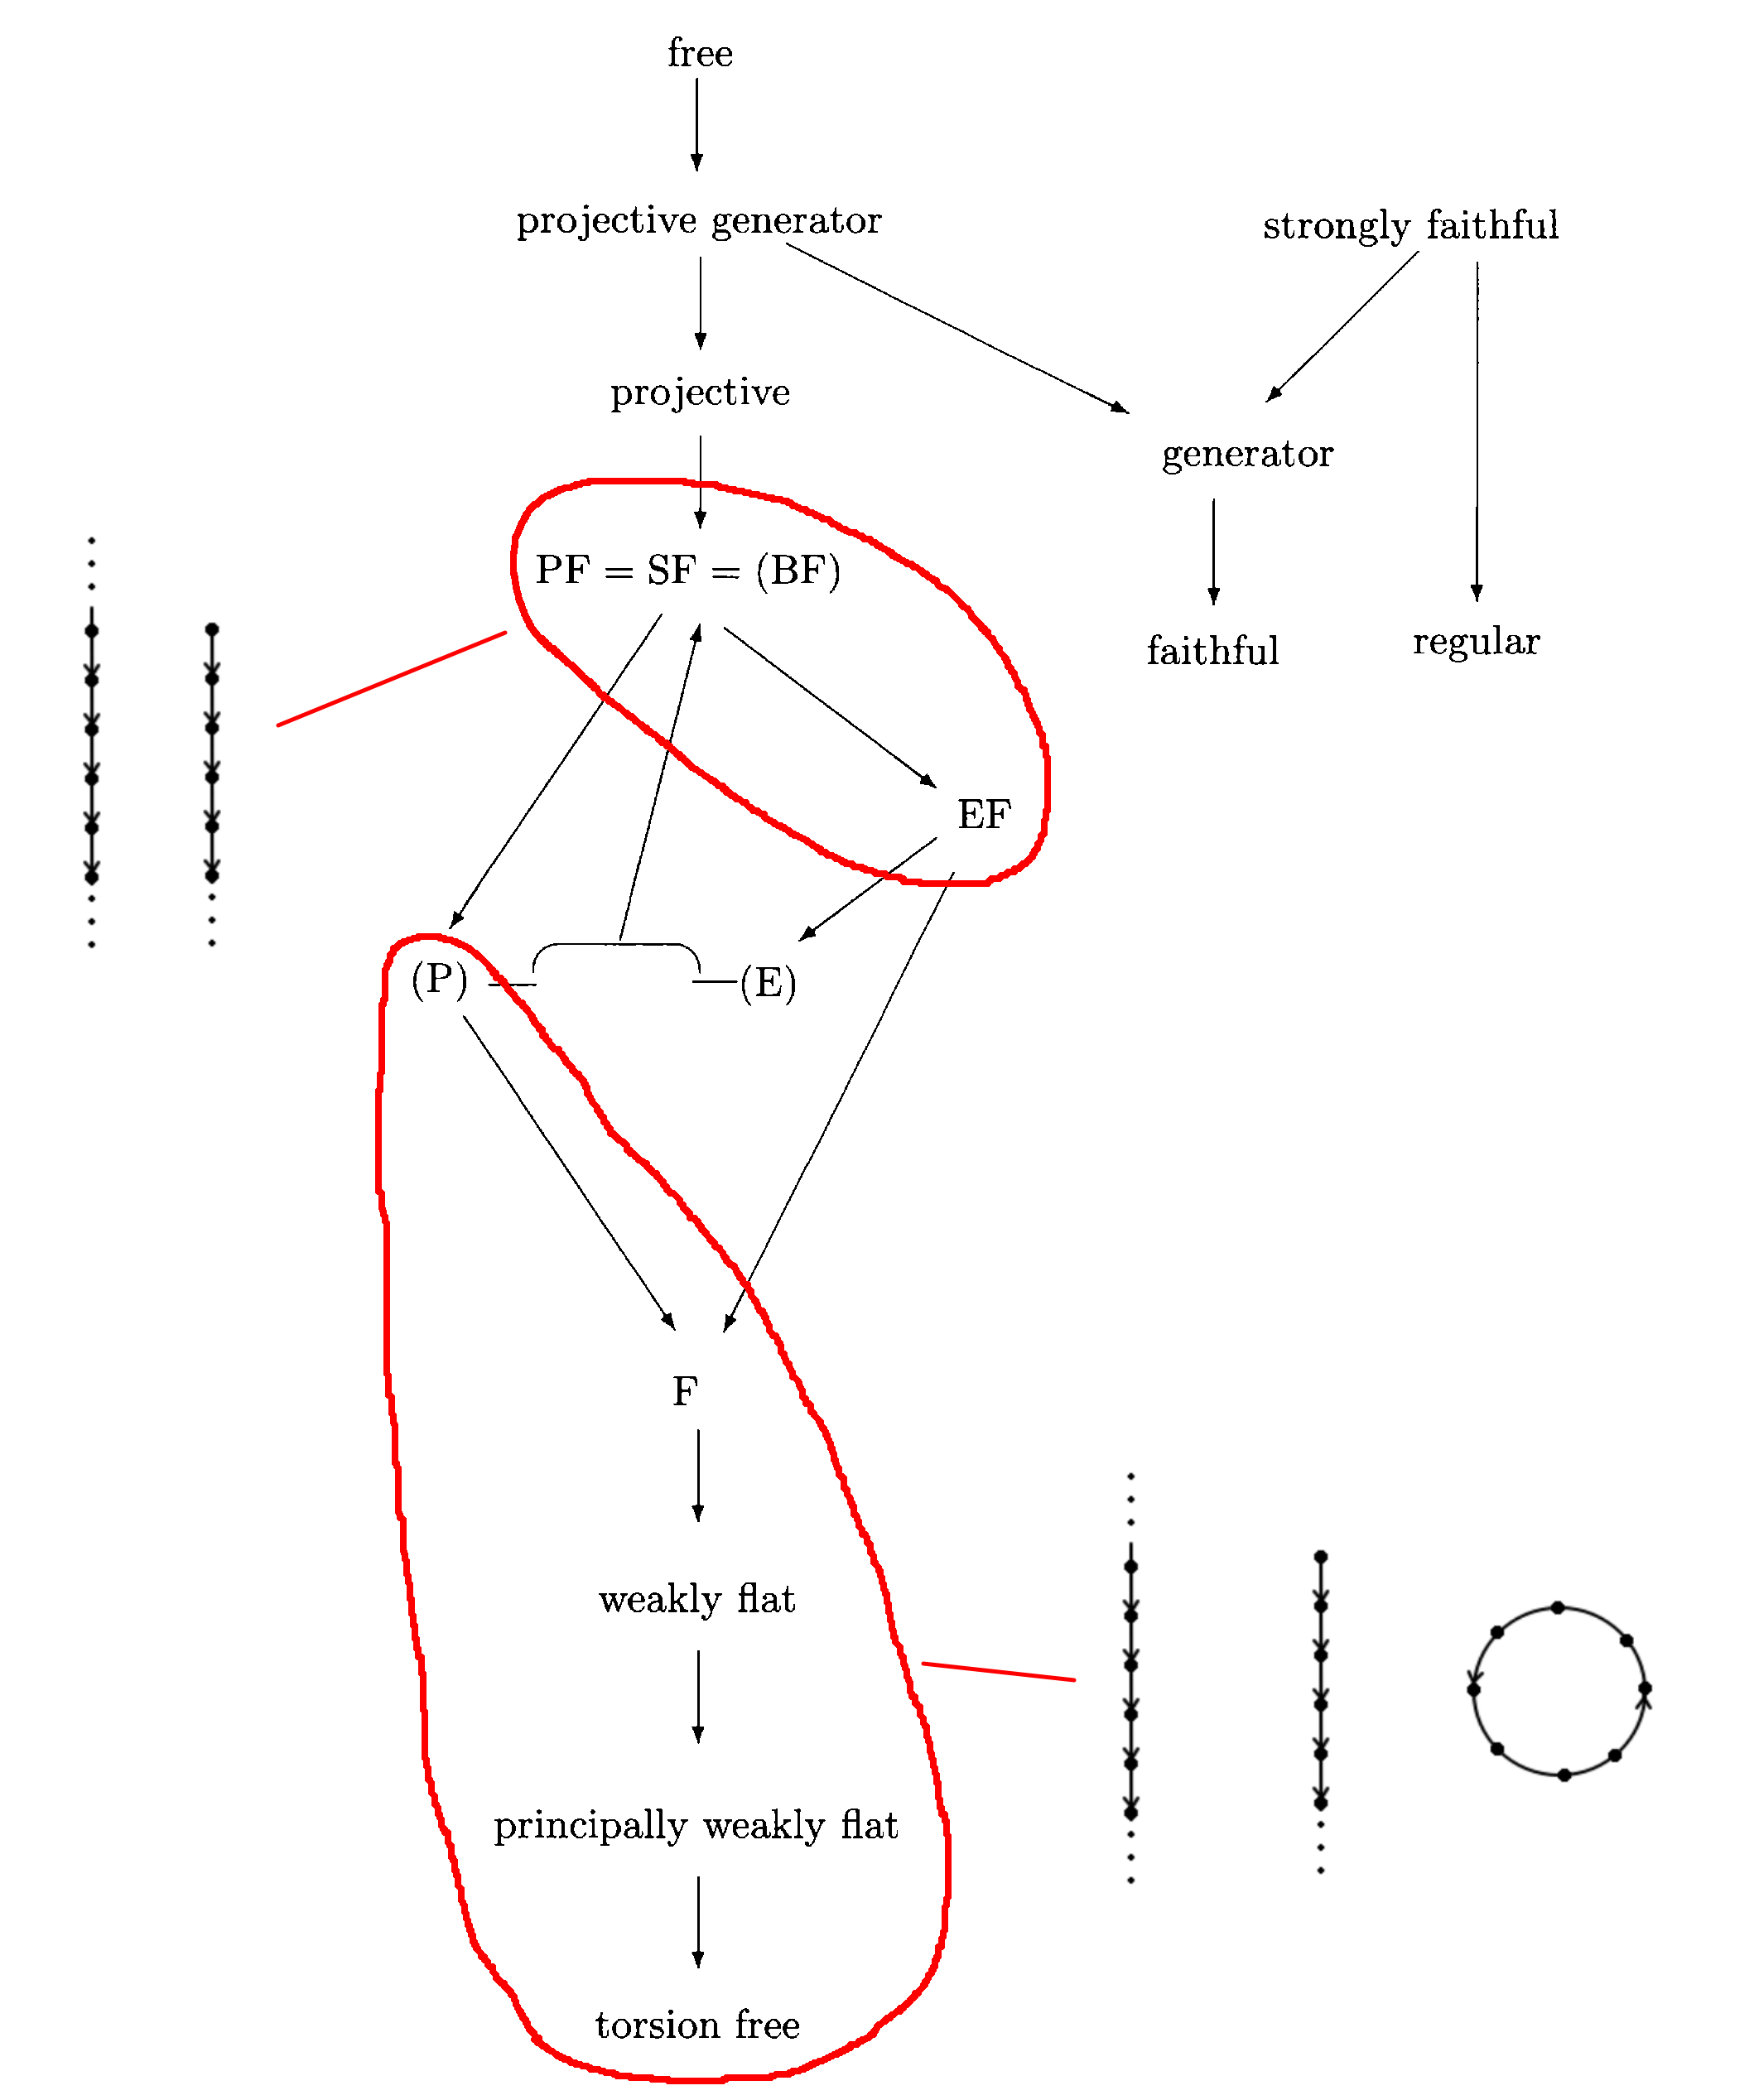 free
projective generator
strongly faithful
projective
generator
PF = SF = (BF)
faithful
regular
EF
(P)
(E)
F
weakly flat
principally weakly flat
torsion free